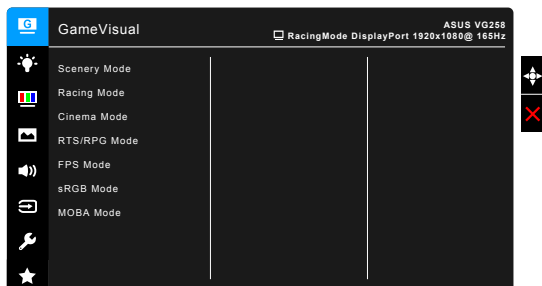 G
GameVisual
ASUS VG258
RacingMode DisplayPort 1920x1080@ 165Hz
Scenery Mode
Racing Mode
Cinema Mode
RTS/RPG Mode
FPS Mode
sRGB Mode
MOBA Mode